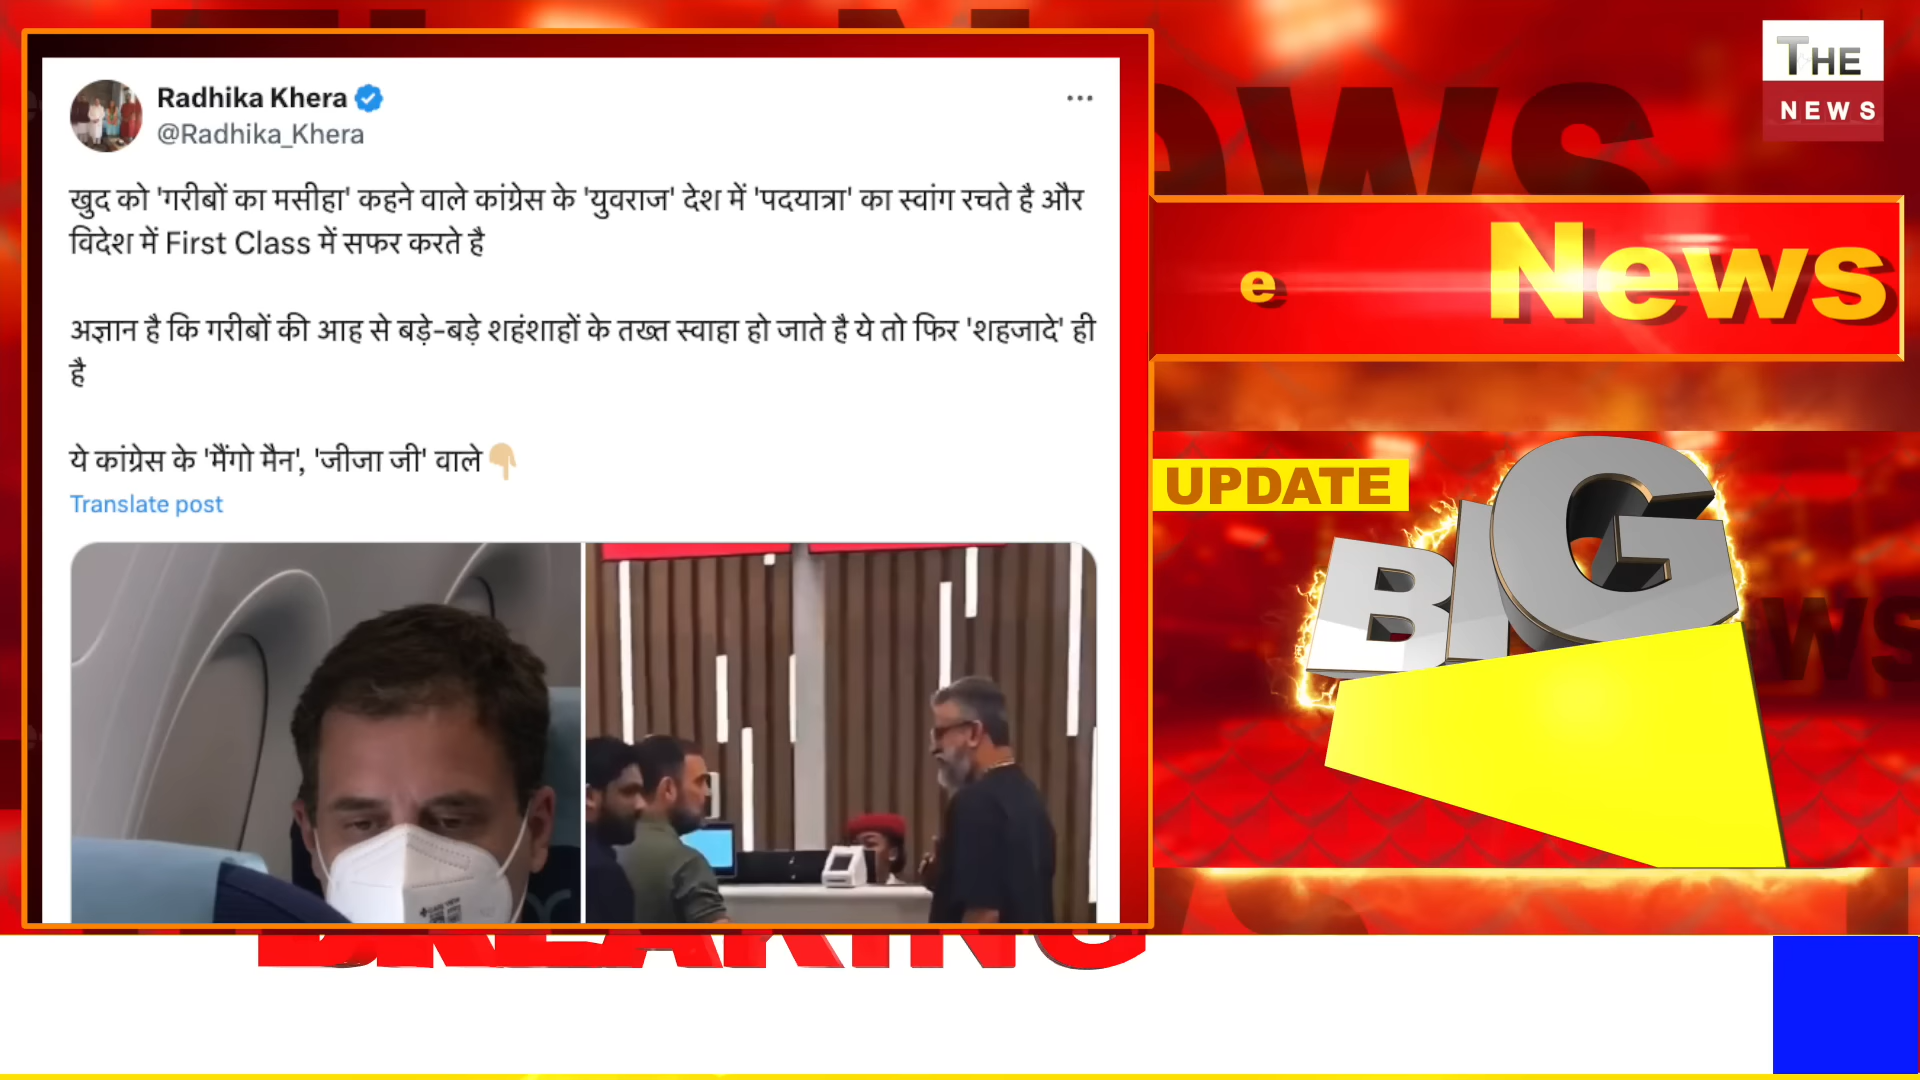 Radhika Khera
@Radhika_Khera
खुद को 'गरीबों का मसीहा' कहने वाले कांग्रेस के 'युवराज' देश में 'पदयात्रा' का स्वांग रचते है और
विदेश में First Class में सफर करते है
अज्ञान है कि गरीबों की आह से बड़े-बड़े शहंशाहों के तख्त स्वाहा हो जाते है ये तो फिर 'शहजादे' ही
है
ये कांग्रेस के 'मैंगो मैन', 'जीजा जी' वाले👇🏼
Translate post
THE
NEWS
e News
UPDATE
BIG
BREAKING